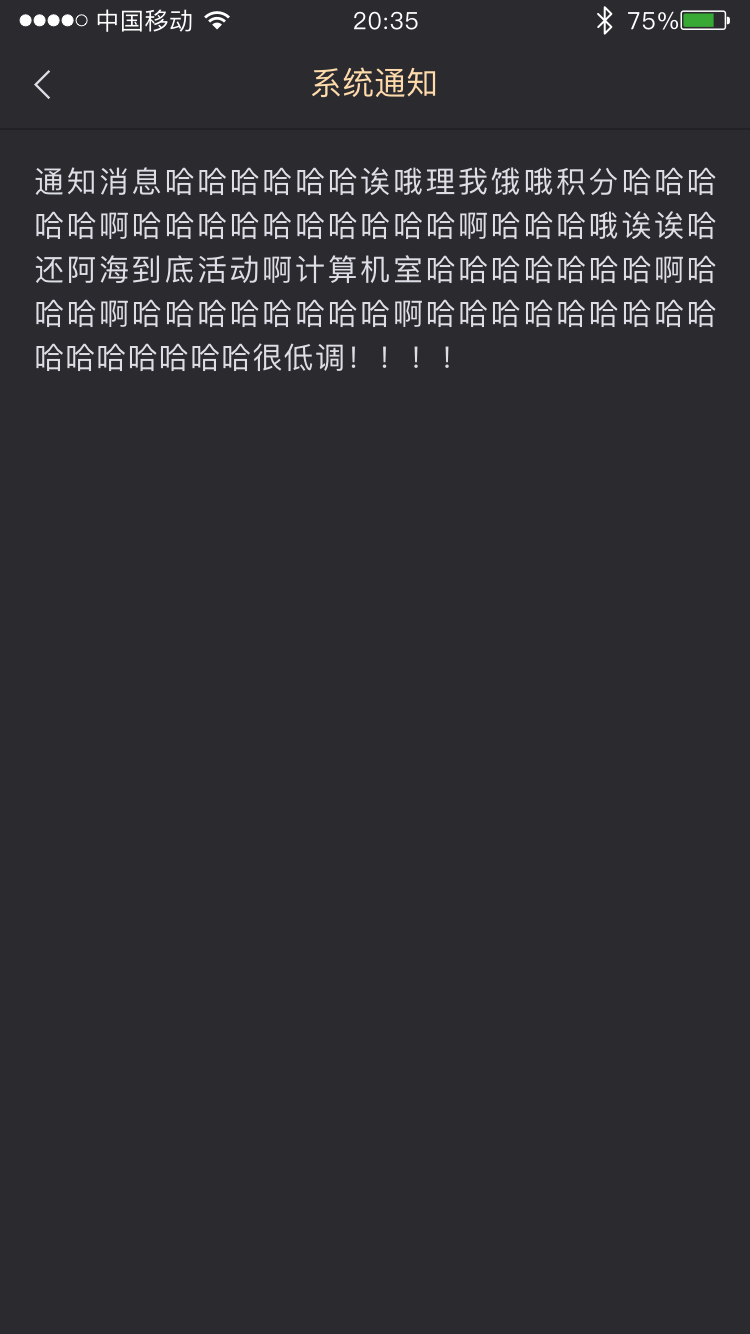 中国移动 20:35 75%
系统通知
通知消息哈哈哈哈哈哈诶哦理我饿哦积分哈哈哈
哈哈啊哈哈哈哈哈哈哈哈哈哈啊哈哈哈哦诶诶哈
还阿海到底活动啊计算机室哈哈哈哈哈哈哈啊哈
哈哈啊哈哈哈哈哈哈哈哈啊哈哈哈哈哈哈哈哈哈
哈哈哈哈哈哈哈很低调！！！！